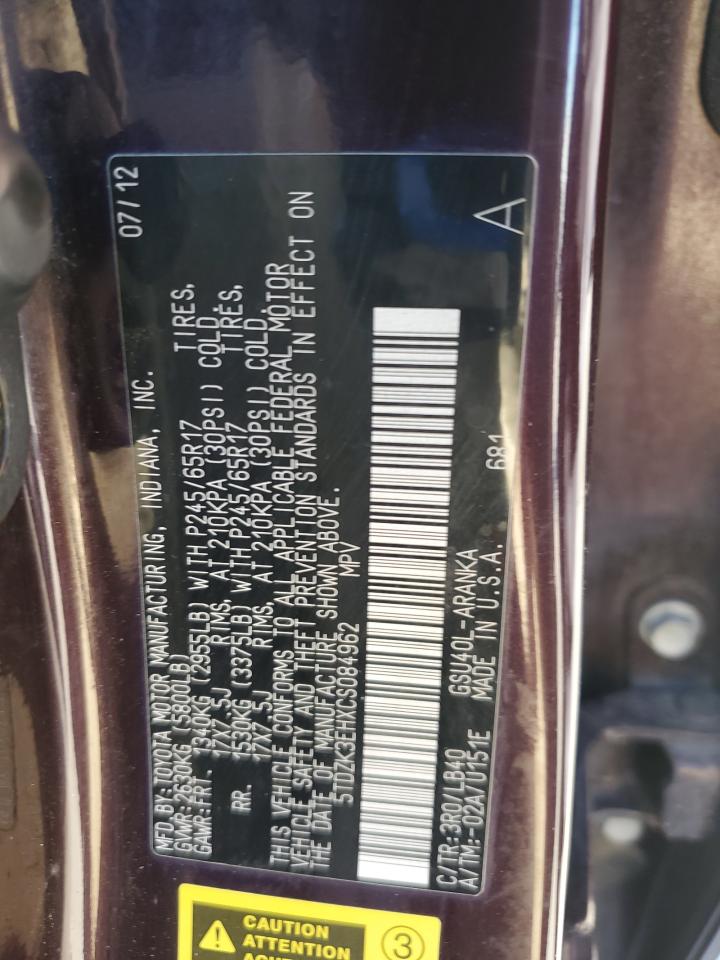 MFD.BY:TOYOTA MOTOR MANUFACTURING, INDIANA, INC. 07/12
GVWR:2630KG (5800LB)
GAWR:FRT. 1340KG (2955LB) WITH P245/65R17 TIRES,
17X7.5J RIMS, AT 210KPA (30PSI) COLD.
RR. 1530KG (3375LB) WITH P245/65R17 TIRES,
17X7.5J RIMS, AT 210KPA (30PSI) COLD.
THIS VEHICLE CONFORMS TO ALL APPLICABLE FEDERAL MOTOR
VEHICLE SAFETY AND THEFT PREVENTION STANDARDS IN EFFECT ON
THE DATE OF MANUFACTURE SHOWN ABOVE.
5TDZK3EHXCS084962 MPV
C/TR:3R0/LB40 GSU40L-ARANKA 681
A/TM:-02A/U151E MADE IN U.S.A. A
CAUTION
ATTENTION
3